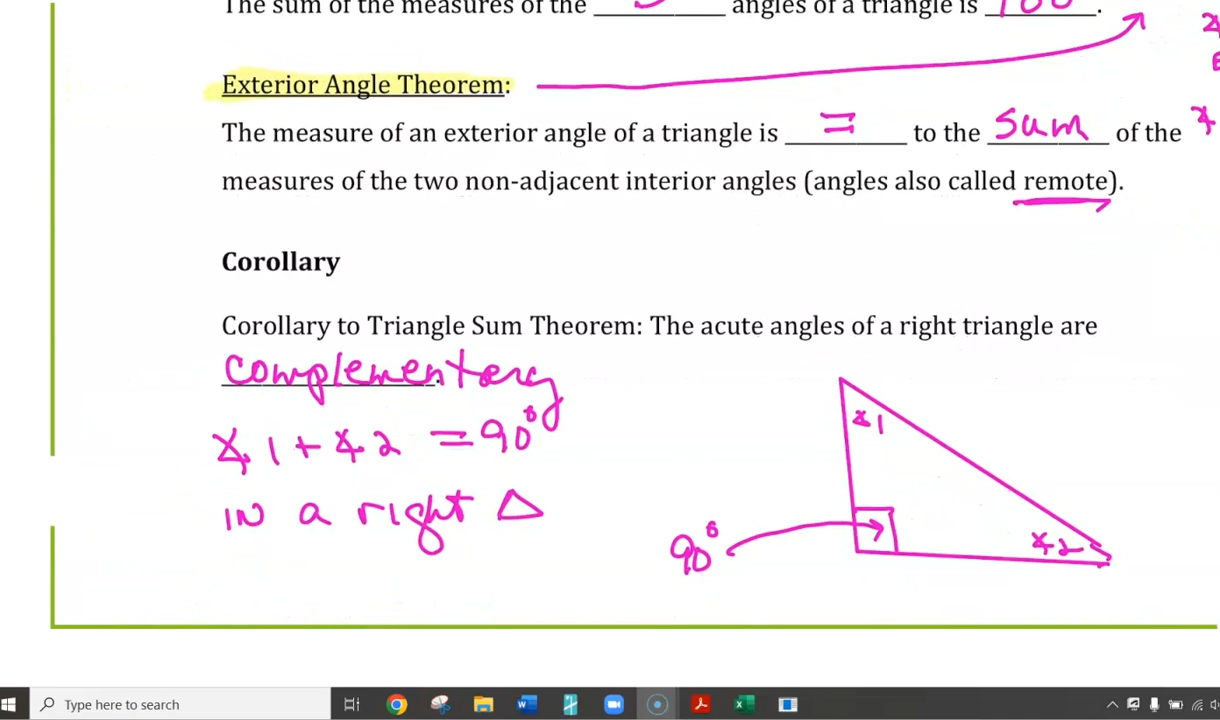 The sum of the measures of the ________ angles of a triangle is 180.
Exterior Angle Theorem:
The measure of an exterior angle of a triangle is = to the sum of the ∡
measures of the two non-adjacent interior angles (angles also called remote).
Corollary
Corollary to Triangle Sum Theorem: The acute angles of a right triangle are
complementary.
∡1 + ∡2 = 90°
in a right △
∡1
90°
∡2
Type here to search